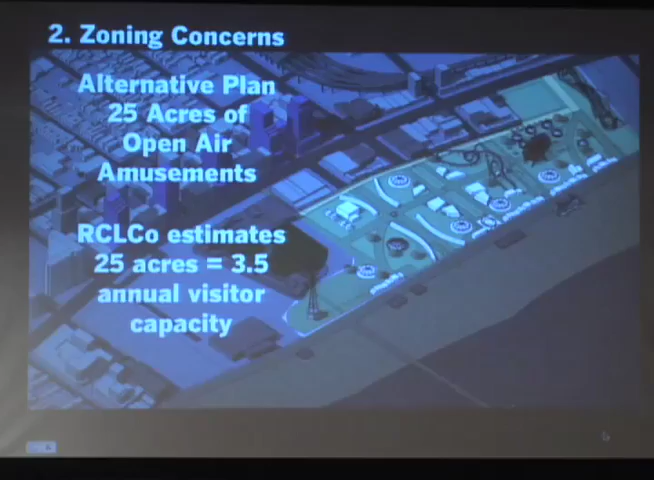 2. Zoning Concerns
Alternative Plan
25 Acres of
Open Air
Amusements
RCLCo estimates
25 acres = 3.5
annual visitor
capacity